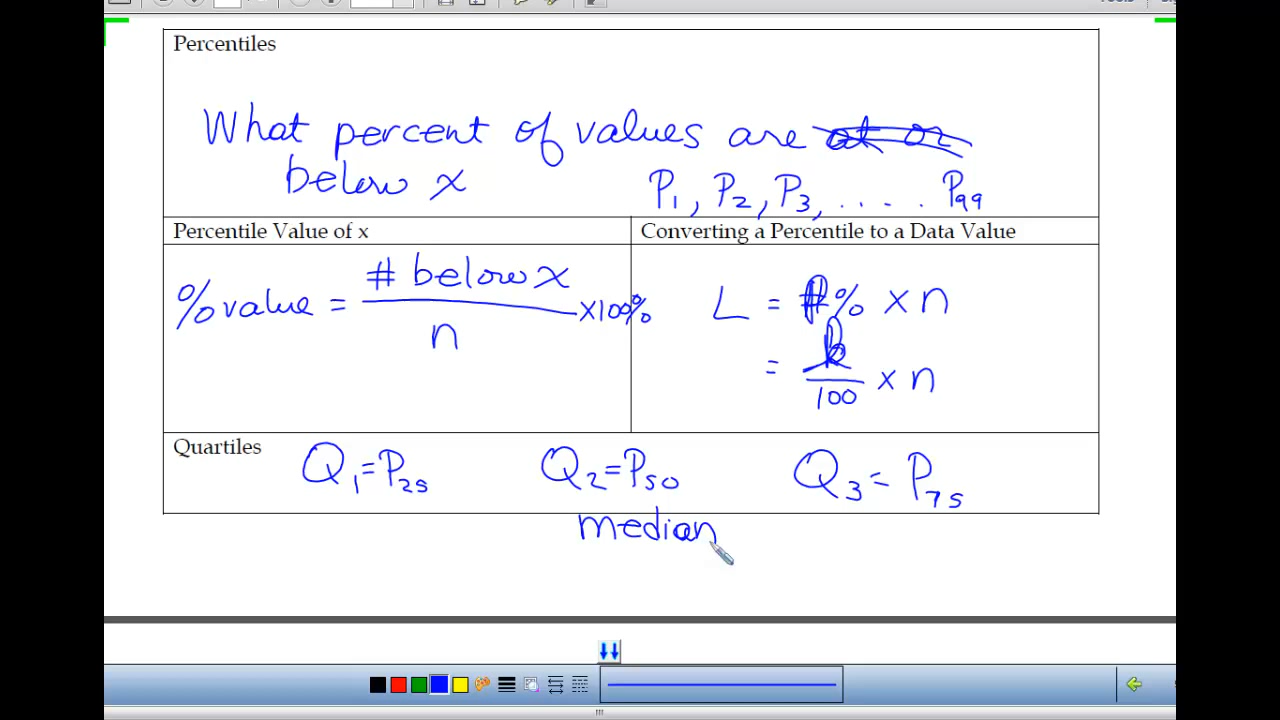 Percentiles
What percent of values are at or
below x P1, P2, P3, ..... P99
Percentile Value of x
Converting a Percentile to a Data Value
% value = # below x / n ×100%
L = % × n
= /100 × n
Quartiles Q1 = P25 Q2 = P50 Q3 = P75
median